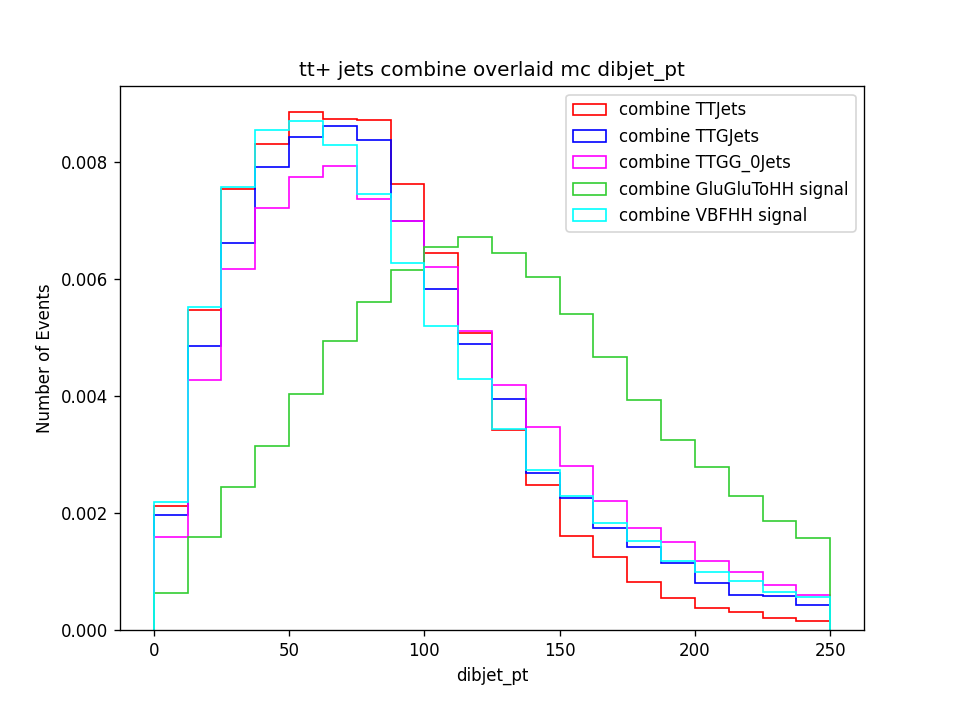 tt+ jets combine overlaid mc dibjet_pt
combine TTJets
combine TTGJets
combine TTGG_0Jets
combine GluGluToHH signal
combine VBFHH signal
Number of Events
0.008
0.006
0.004
0.002
0.000
0 50 100 150 200 250
dibjet_pt